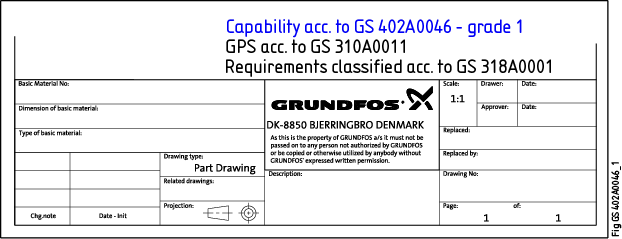 Capability acc. to GS 402A0046 - grade 1
GPS acc. to GS 310A0011
Requirements classified acc. to GS 318A0001
Basic Material No:
Dimension of basic material:
Type of basic material:
Chg.note
Date - Init
Drawing type:
Part Drawing
Related drawings:
Projection:
GRUNDFOS
DK-8850 BJERRINGBRO DENMARK
As this is the property of GRUNDFOS a/s it must not be
passed on to any person not authorized by GRUNDFOS
or be copied or otherwise utilized by anybody without
GRUNDFOS' expressed written permission.
Description:
Scale:
1:1
Drawer:
Date:
Approver:
Date:
Replaced:
Replaced by:
Drawing No:
Page:
1
of:
1
Fig GS 402A0046_1